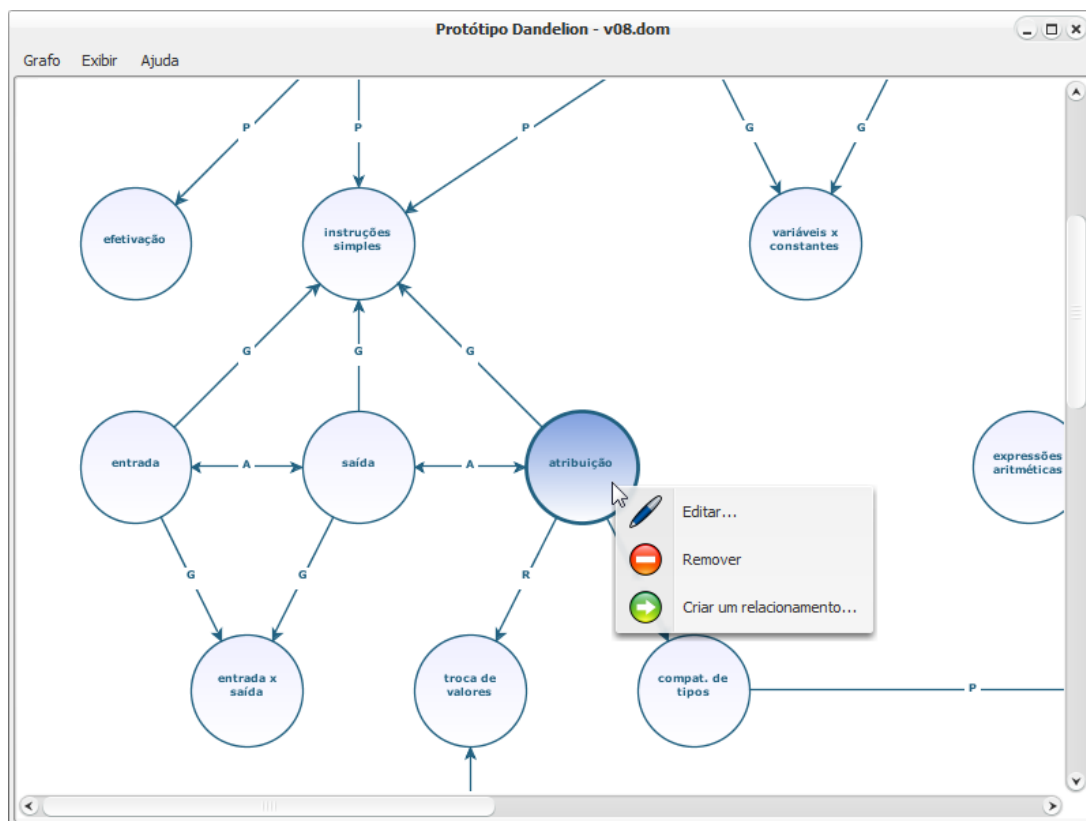 Protótipo Dandelion - v08.dom
Grafo Exibir Ajuda
P P P G G
efetivação
instruções
simples
variáveis x
constantes
G G G
entrada
A
saída
A
atribuição
expressões
aritméticas
Editar...
Remover
Criar um relacionamento...
G G R
entrada x
saída
troca de
valores
compat. de
tipos
P